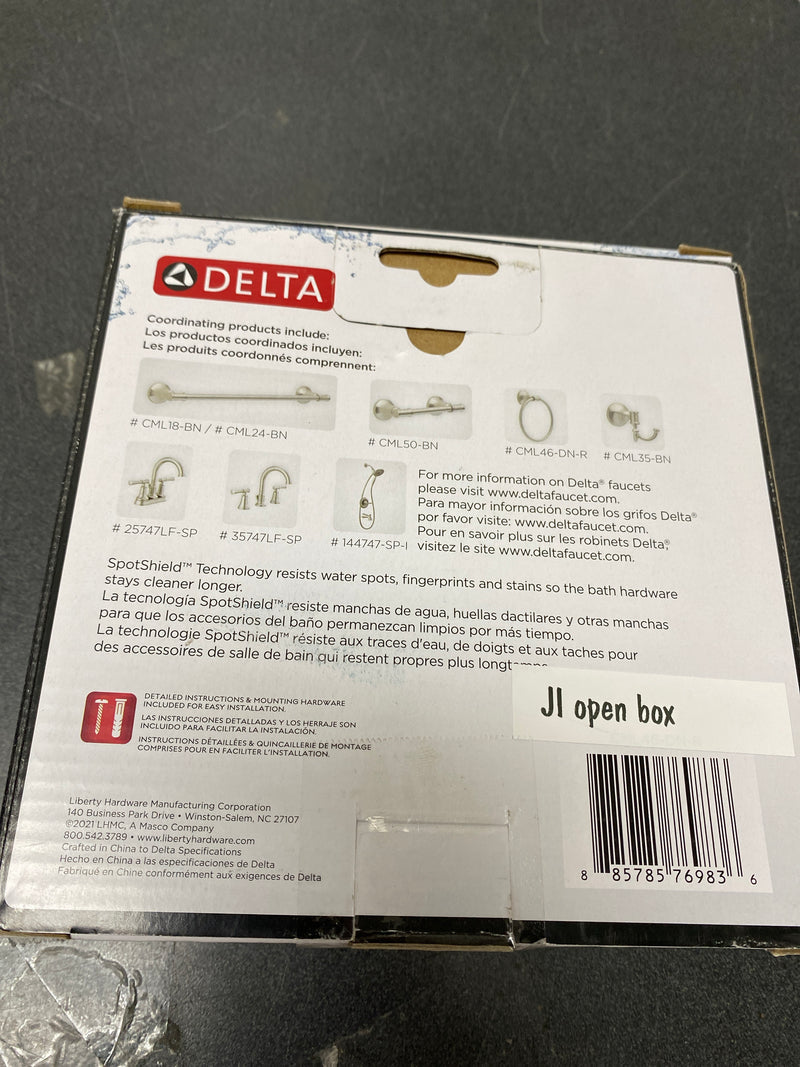 DELTA
Coordinating products include:
Los productos coordinados incluyen:
Les produits coordonnés comprennent:
# CML18-BN / # CML24-BN
# CML50-BN
# CML46-DN-R
# CML35-BN
# 25747LF-SP
# 35747LF-SP
# 144747-SP-I
For more information on Delta® faucets
please visit www.deltafaucet.com.
Para mayor información sobre los grifos Delta®
por favor visite: www.deltafaucet.com.
Pour en savoir plus sur les robinets Delta®,
visitez le site www.deltafaucet.com.
SpotShield™ Technology resists water spots, fingerprints and stains so the bath hardware
stays cleaner longer.
La tecnología SpotShield™ resiste manchas de agua, huellas dactilares y otras manchas
para que los accesorios del baño permanezcan limpios por más tiempo.
La technologie SpotShield™ résiste aux traces d'eau, de doigts et aux taches pour
des accessoires de salle de bain qui restent propres plus
JI open box
DETAILED INSTRUCTIONS & MOUNTING HARDWARE
INCLUDED FOR EASY INSTALLATION.
LAS INSTRUCCIONES DETALLADAS Y LOS HERRAJE SON
INCLUIDO PARA FACILITAR LA INSTALACIÓN.
INSTRUCTIONS DÉTAILLÉES & QUINCAILLERIE DE MONTAGE
COMPRISES POUR EN FACILITER L'INSTALLATION.
Liberty Hardware Manufacturing Corporation
140 Business Park Drive • Winston-Salem, NC 27107
©2021 LHMC, A Masco Company
800.542.3789 • www.libertyhardware.com
Crafted in China to Delta Specifications
Hecho en China a las especificaciones de Delta
Fabriqué en Chine conformément aux exigences de Delta
8 85785 76983 6